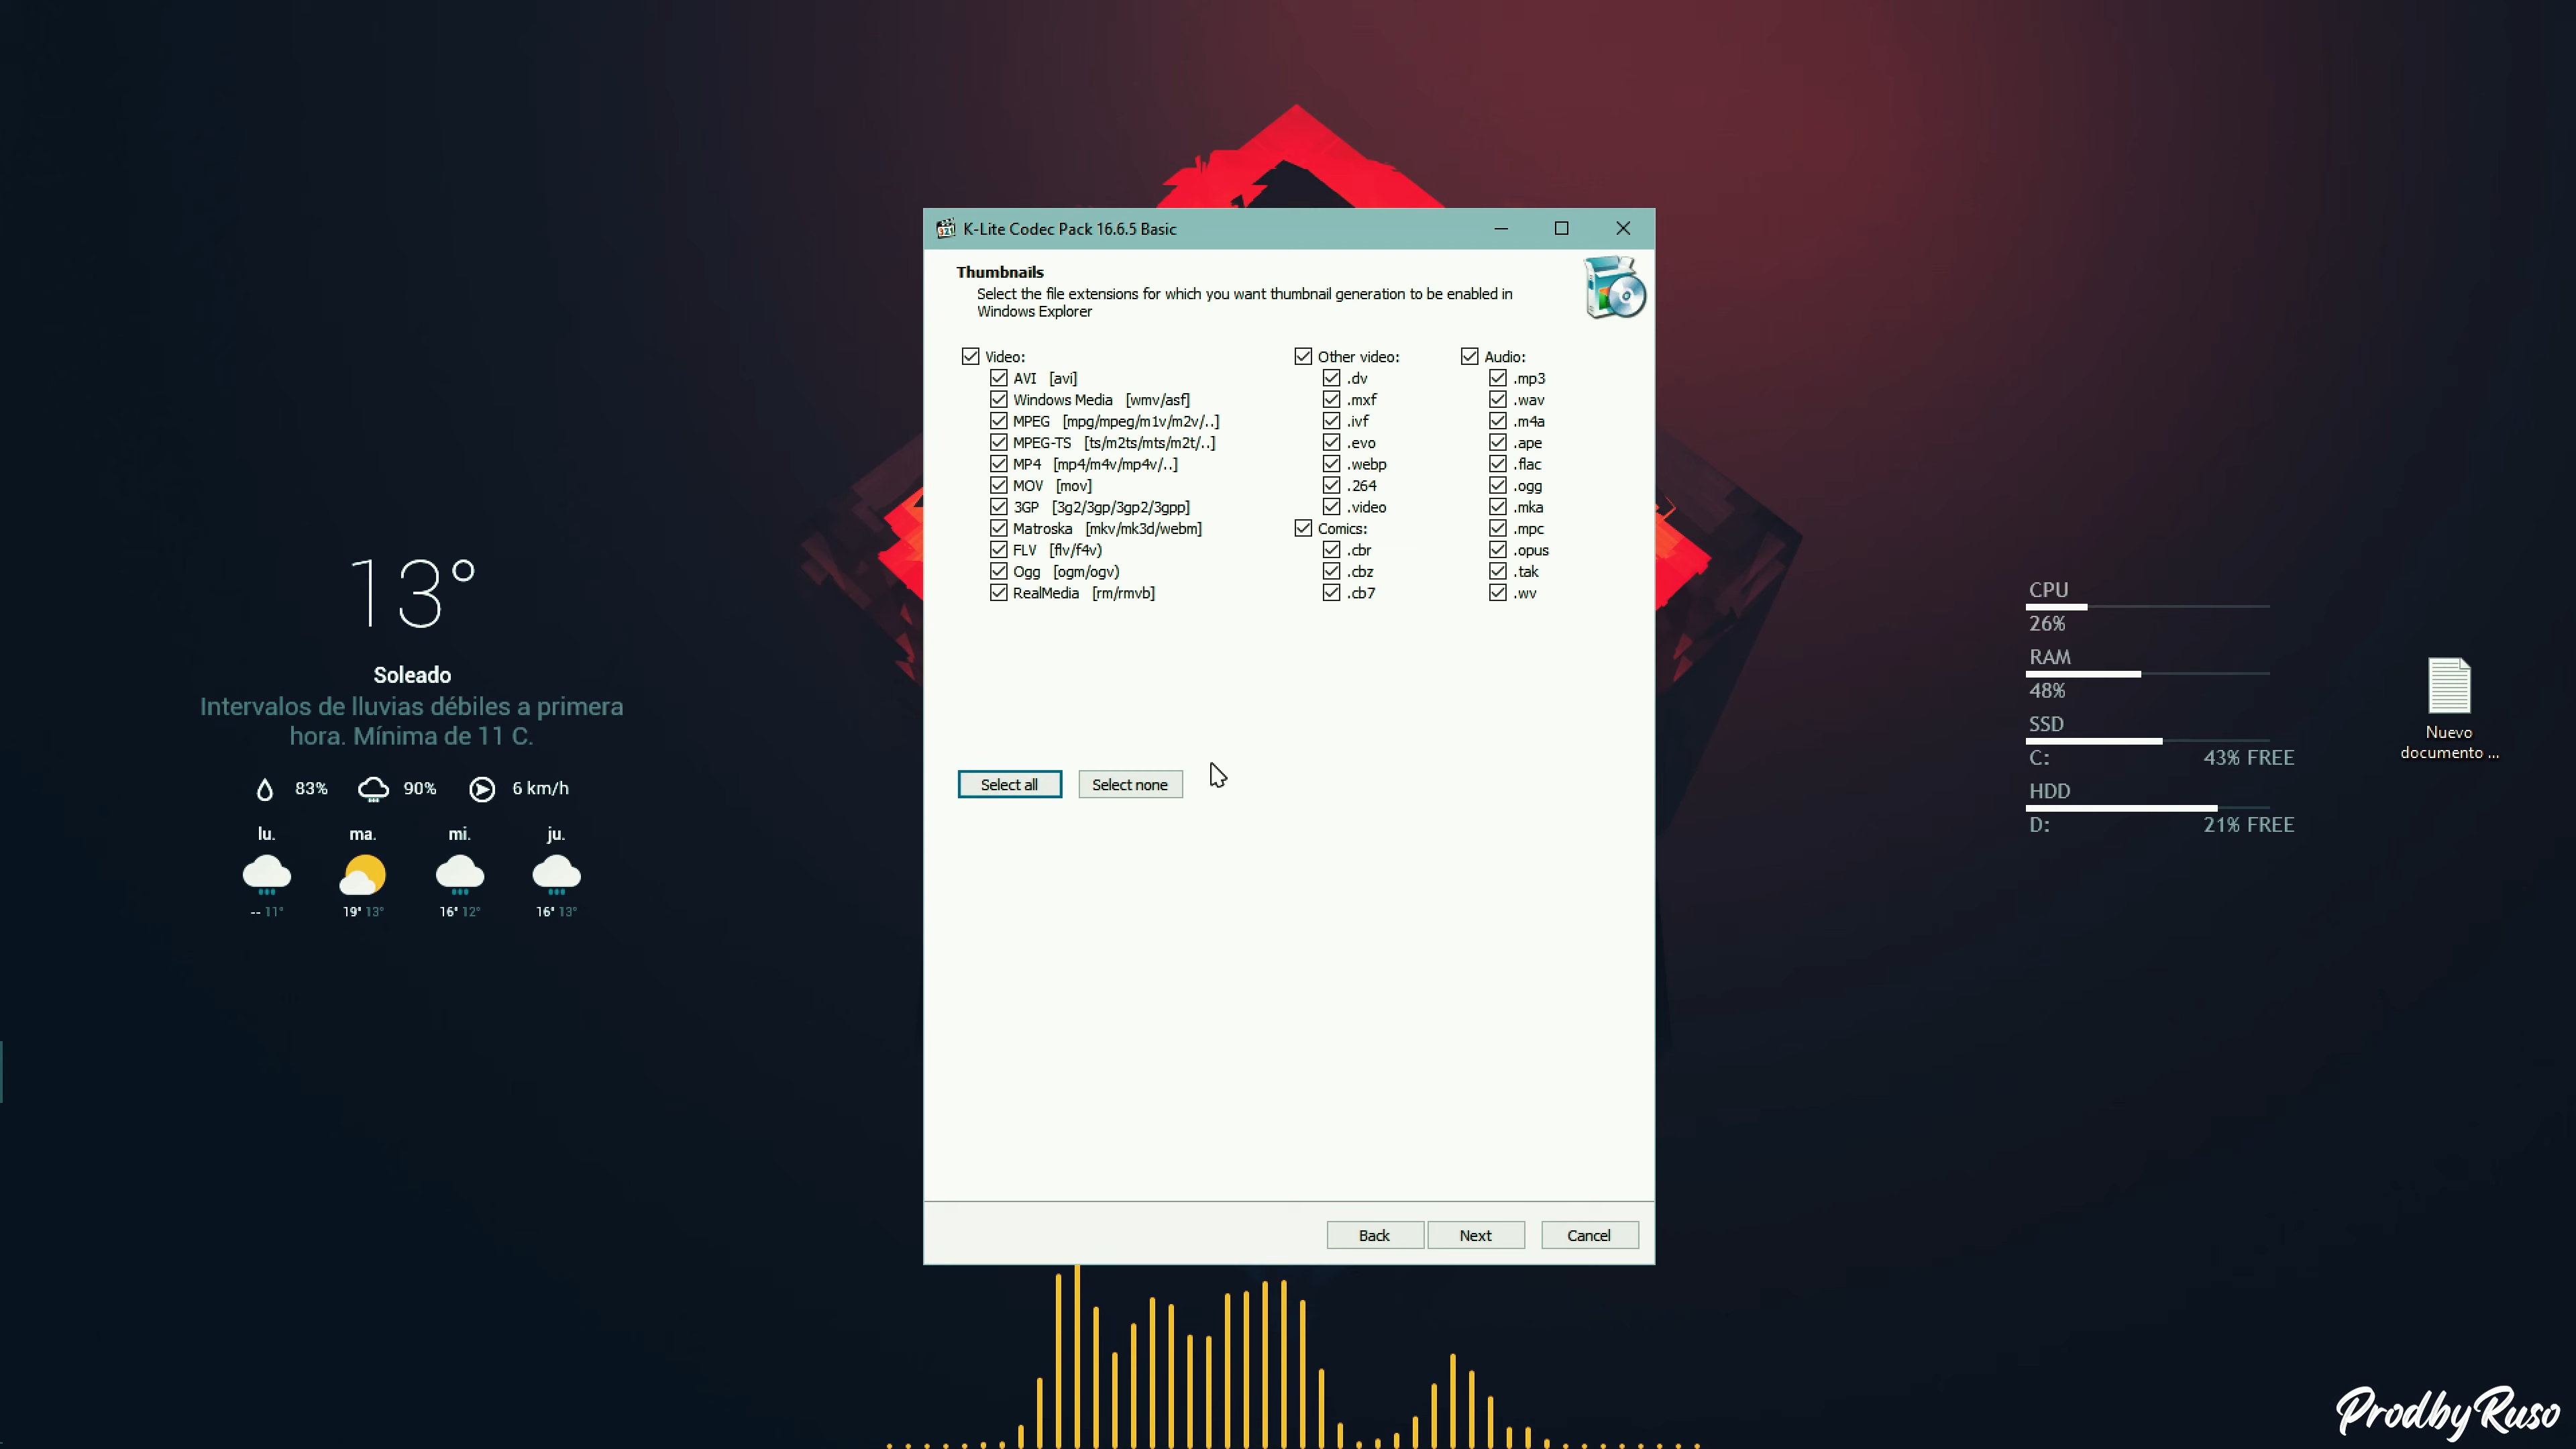 K-Lite Codec Pack 16.6.5 Basic
Thumbnails
Select the file extensions for which you want thumbnail generation to be enabled in
Windows Explorer
Video:
AVI [avi]
Windows Media [wmv/asf]
MPEG [mpg/mpeg/m1v/m2v/..]
MPEG-TS [ts/m2ts/mts/m2t/..]
MP4 [mp4/m4v/mp4v/..]
MOV [mov]
3GP [3g2/3gp/3gp2/3gpp]
Matroska [mkv/mk3d/webm]
FLV [flv/f4v)
Ogg [ogm/ogv)
RealMedia [rm/rmvb]
Other video:
.dv
.mxf
.ivf
.evo
.webp
.264
.video
Comics:
.cbr
.cbz
.cb7
Audio:
.mp3
.wav
.m4a
.ape
.flac
.ogg
.mka
.mpc
.opus
.tak
.wv
Select all
Select none
Back
Next
Cancel
13°
Soleado
Intervalos de lluvias débiles a primera
hora. Mínima de 11 C.
83% 90% 6 km/h
lu. ma. mi. ju.
-- 11° 19° 13° 16° 12° 16° 13°
CPU
26%
RAM
48%
SSD
C: 43% FREE
HDD
D: 21% FREE
Nuevo
documento ...
ProdbyRuso